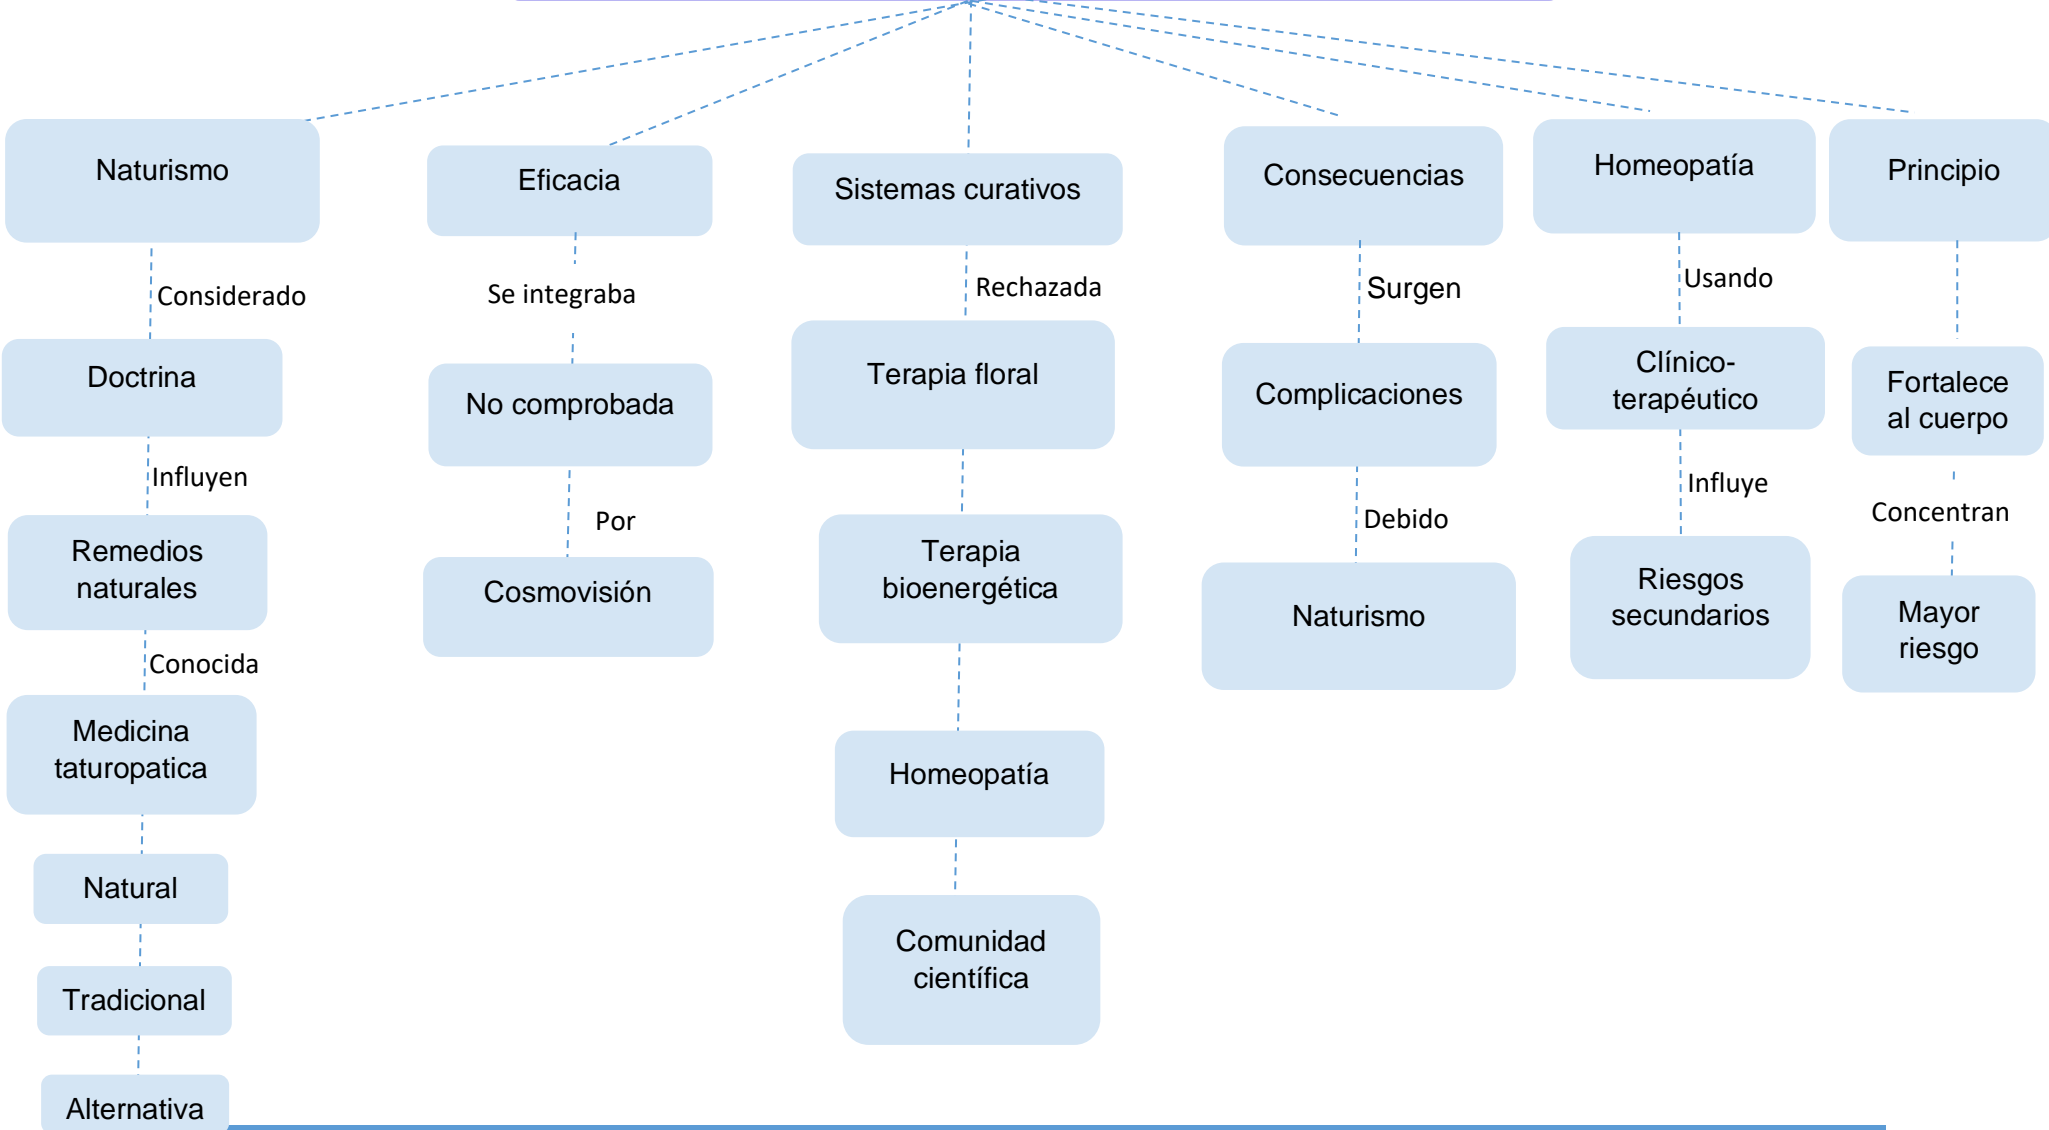 Naturismo
Eficacia
Sistemas curativos
Consecuencias
Homeopatía
Principio
Considerado
Se integraba
Rechazada
Surgen
Usando
Doctrina
No comprobada
Terapia floral
Complicaciones
Clínico-
terapéutico
Fortalece
al cuerpo
Influyen
Por
Debido
Influye
Concentran
Remedios
naturales
Cosmovisión
Terapia
bioenergética
Naturismo
Riesgos
secundarios
Mayor
riesgo
Conocida
Medicina
taturopatica
Homeopatía
Natural
Comunidad
científica
Tradicional
Alternativa